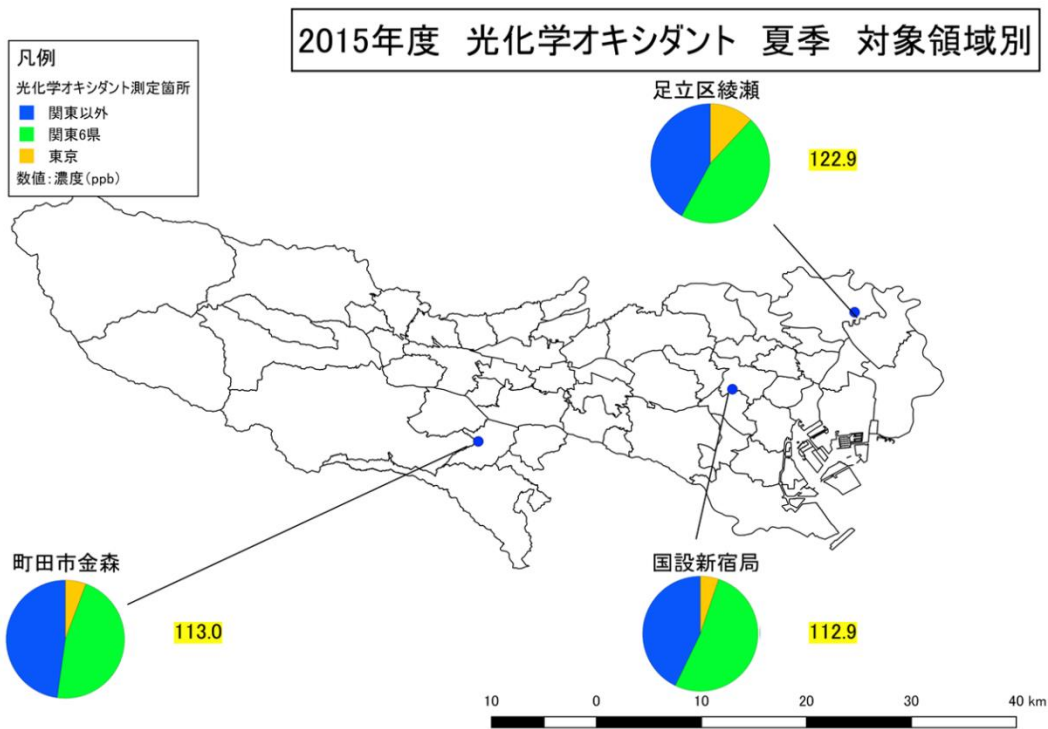 2015年度 光化学オキシダント 夏季 対象領域別
凡例
光化学オキシダント測定箇所
関東以外
関東6県
東京
数値:濃度(ppb)
足立区綾瀬
122.9
町田市金森
113.0
国設新宿局
112.9
10 0 10 20 30 40 km